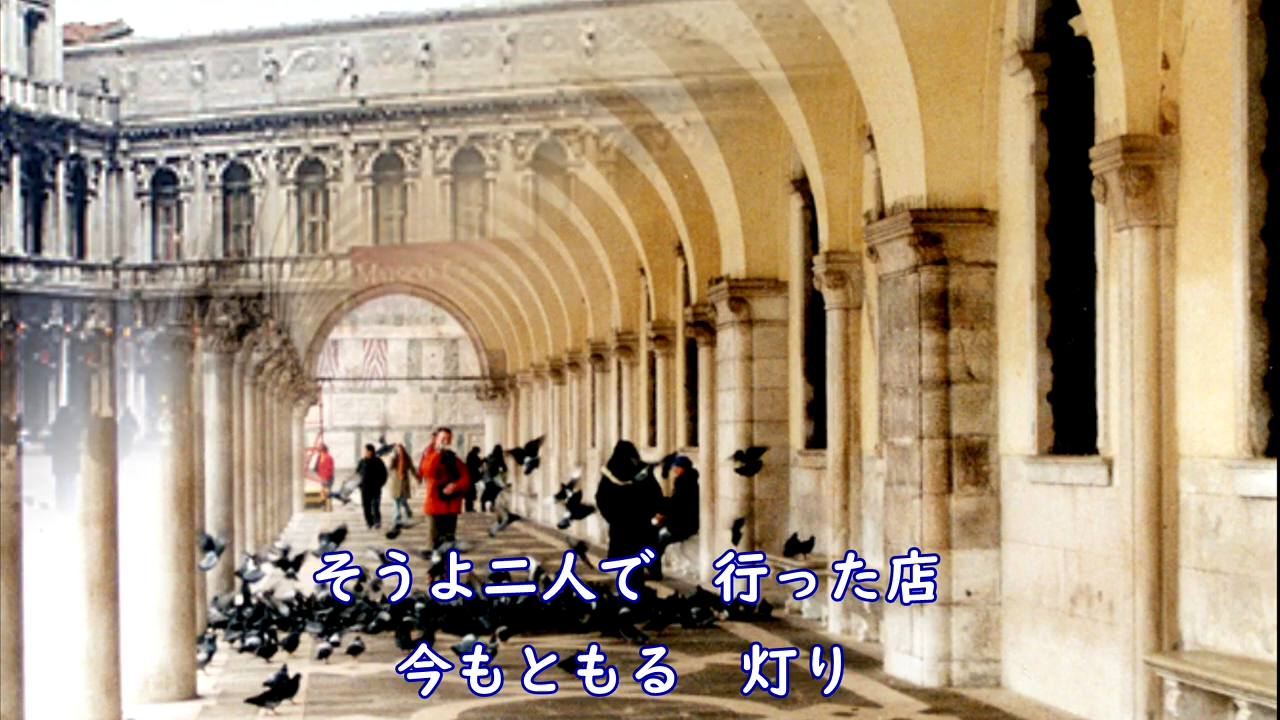 そうよ二人で　行った店
今もともる　灯り